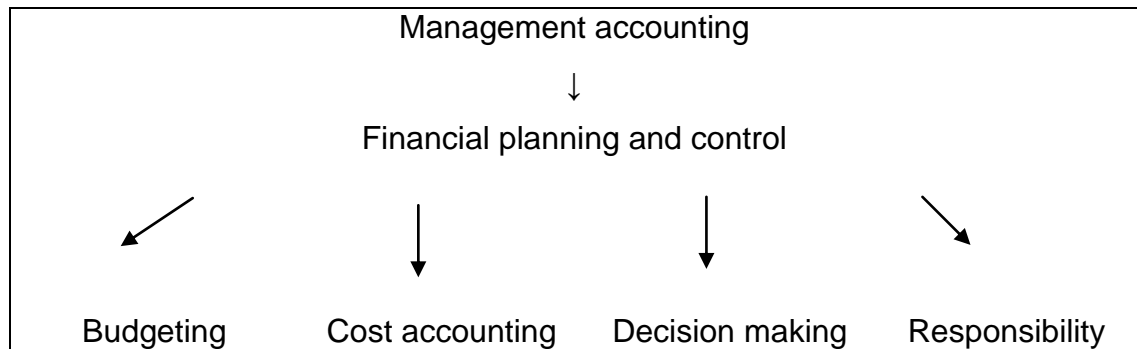 Management accounting
↓
Financial planning and control
Budgeting Cost accounting Decision making Responsibility